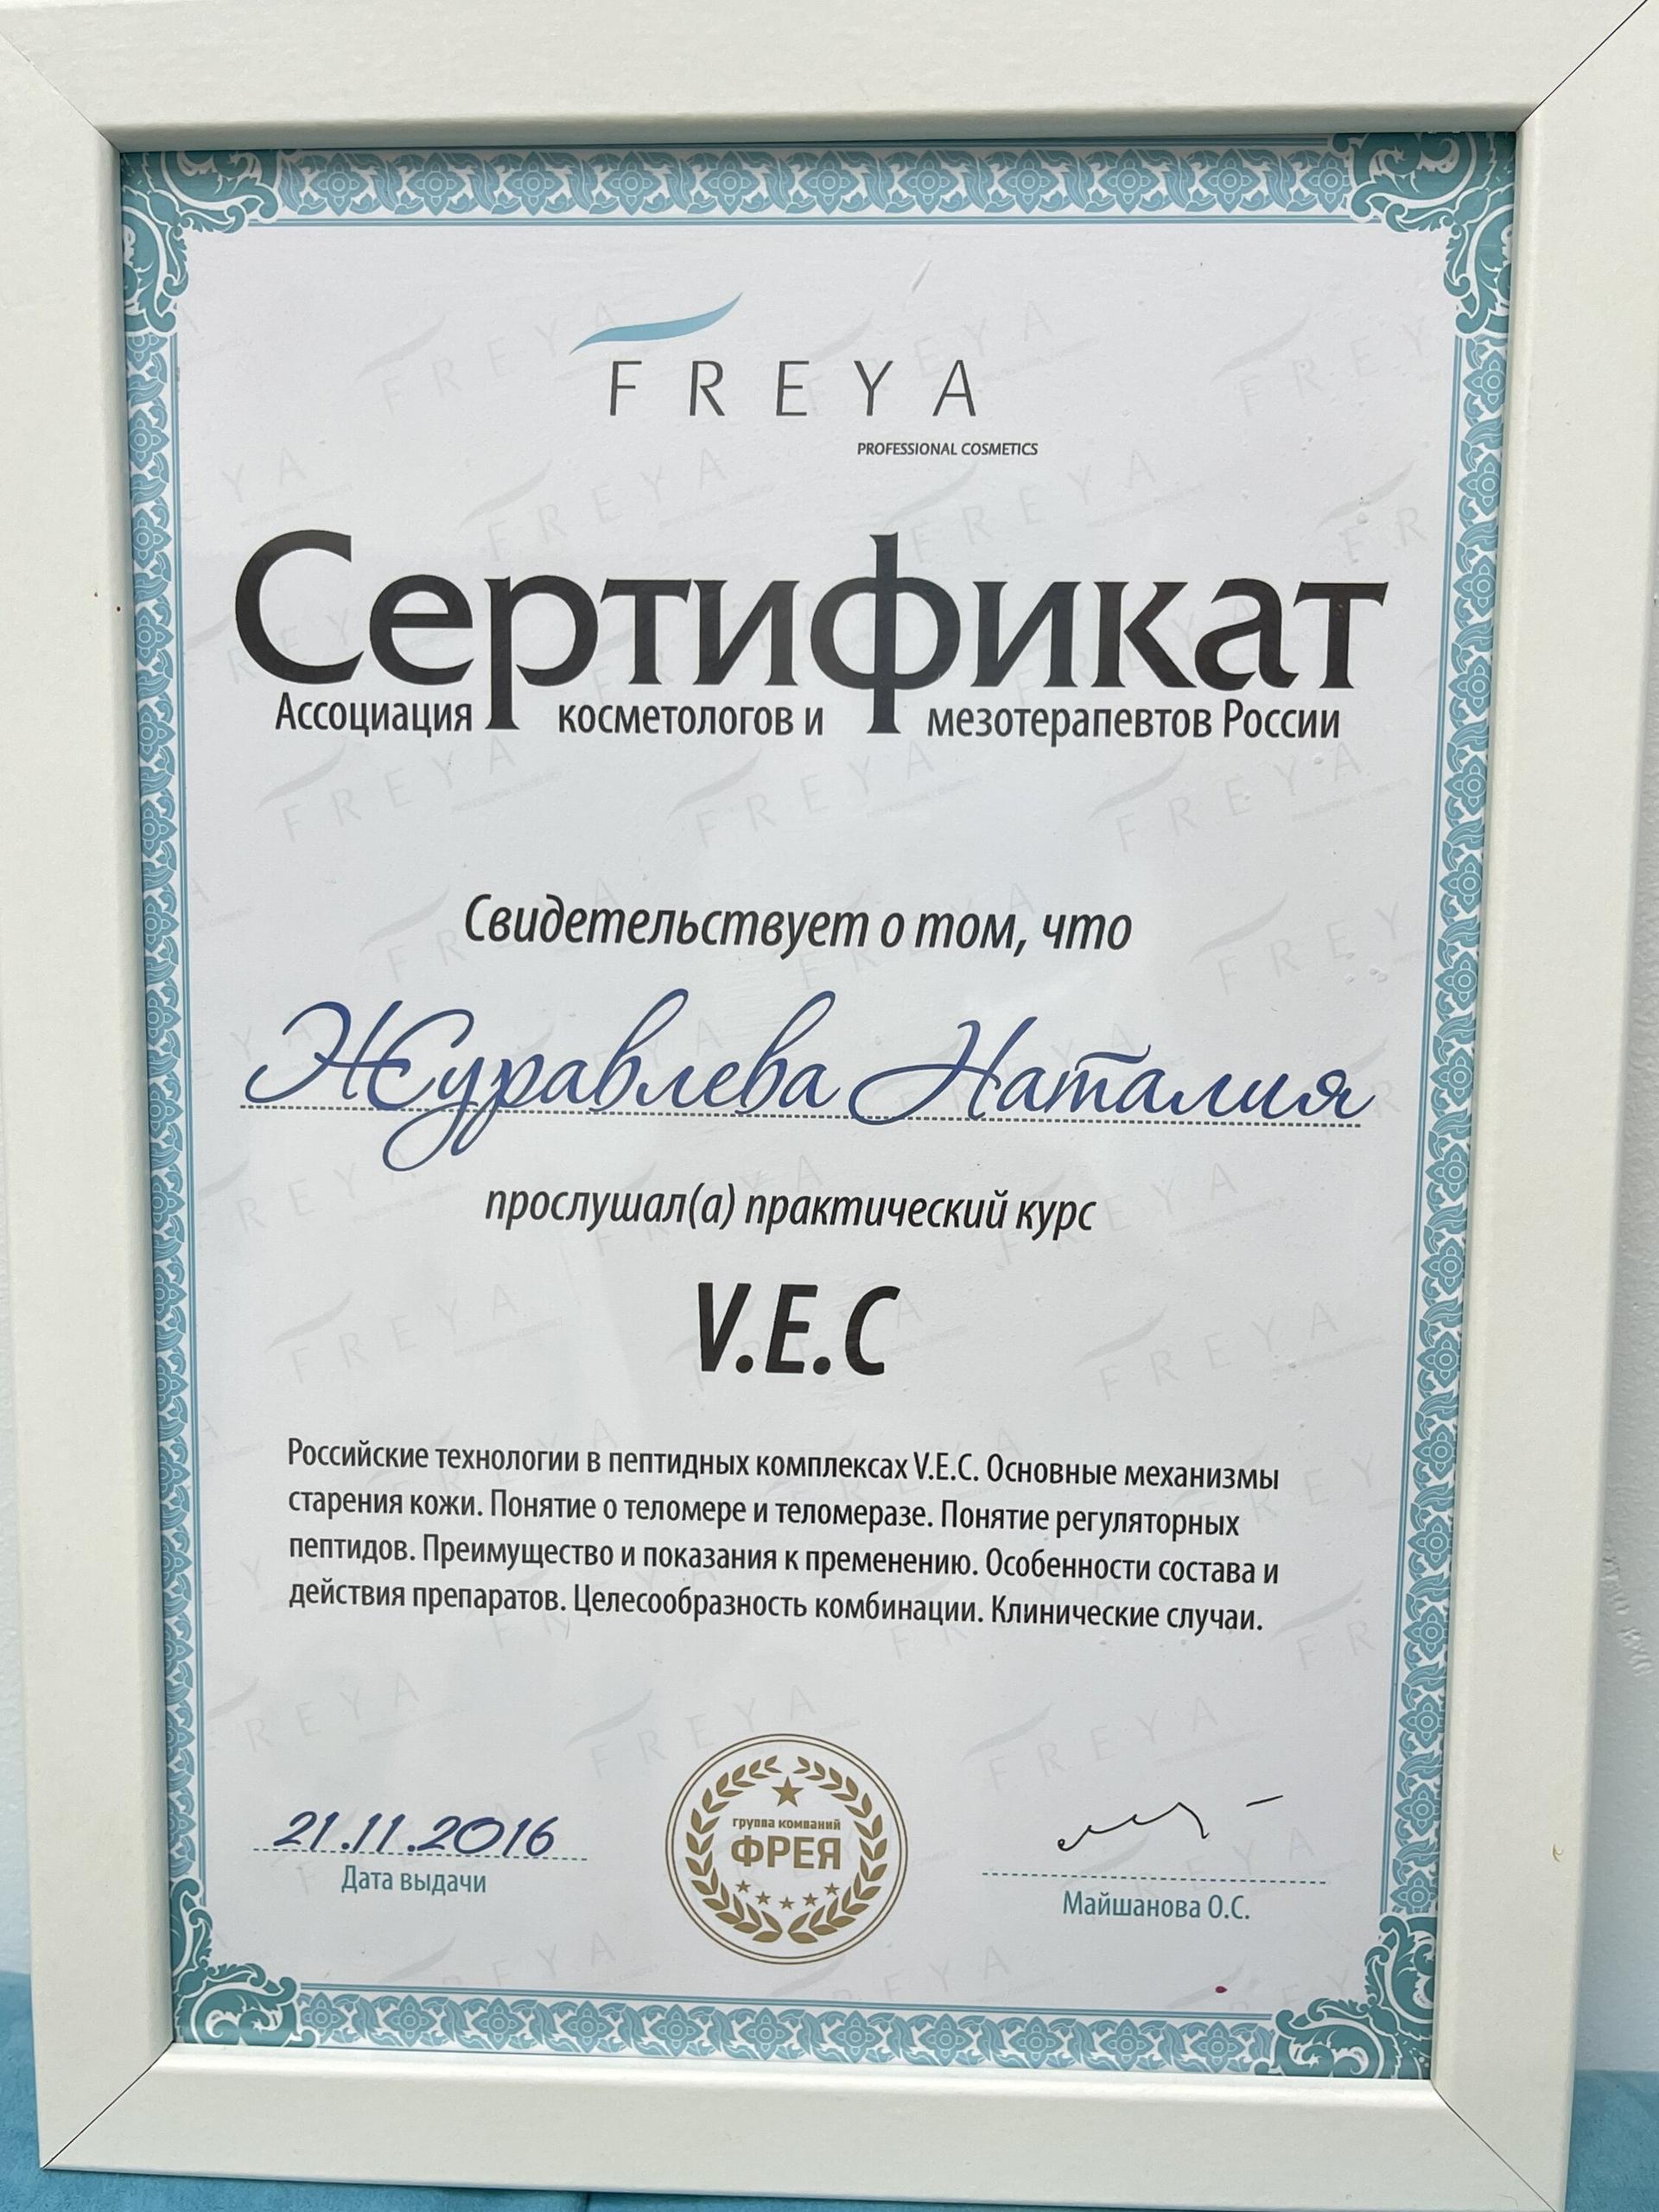 FREYA
PROFESSIONAL COSMETICS
Сертификат
Ассоциация косметологов и мезотерапевтов России
Свидетельствует о том, что
Журавлева Наталия
прослушал(а) практический курс
V.E.C
Российские технологии в пептидных комплексах V.E.C. Основные механизмы
старения кожи. Понятие о теломере и теломеразе. Понятие регуляторных
пептидов. Преимущество и показания к пременению. Особенности состава и
действия препаратов. Целесообразность комбинации. Клинические случаи.
21.11.2016
Дата выдачи
группа компаний
ФРЕЯ
Майшанова О.С.